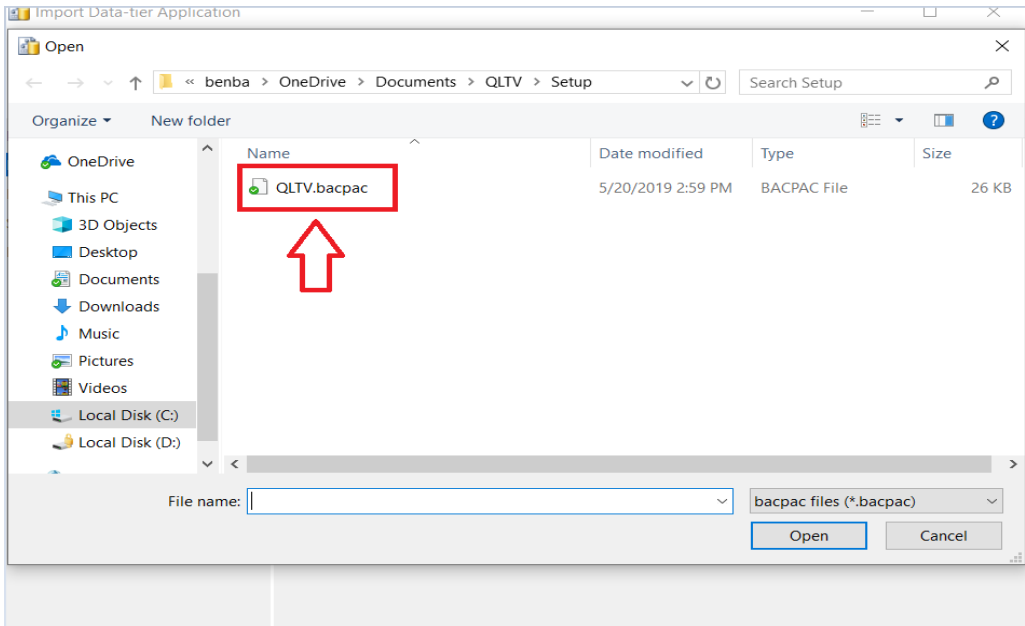 Import Data-tier Application
Open
« benba > OneDrive > Documents > QLTV > Setup
Search Setup
Organize
New folder
Name
Date modified
Type
Size
OneDrive
This PC
3D Objects
Desktop
Documents
Downloads
Music
Pictures
Videos
Local Disk (C:)
Local Disk (D:)
QLTV.bacpac 5/20/2019 2:59 PM BACPAC File 26 KB
File name:
bacpac files (*.bacpac)
Open
Cancel